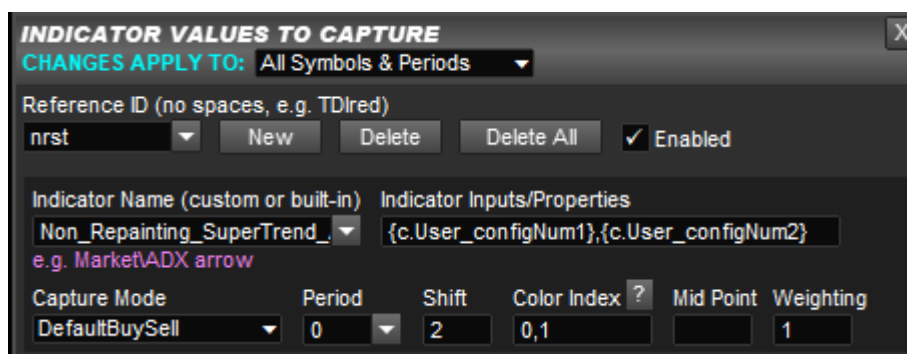 INDICATOR VALUES TO CAPTURE
X
CHANGES APPLY TO: All Symbols & Periods
Reference ID (no spaces, e.g. TDIred)
nrst New Delete Delete All Enabled
Indicator Name (custom or built-in) Indicator Inputs/Properties
Non_Repainting_SuperTrend_ {c.User_configNum1},{c.User_configNum2}
e.g. Market\ADX arrow
Capture Mode Period Shift Color Index ? Mid Point Weighting
DefaultBuySell 0 2 0,1 1